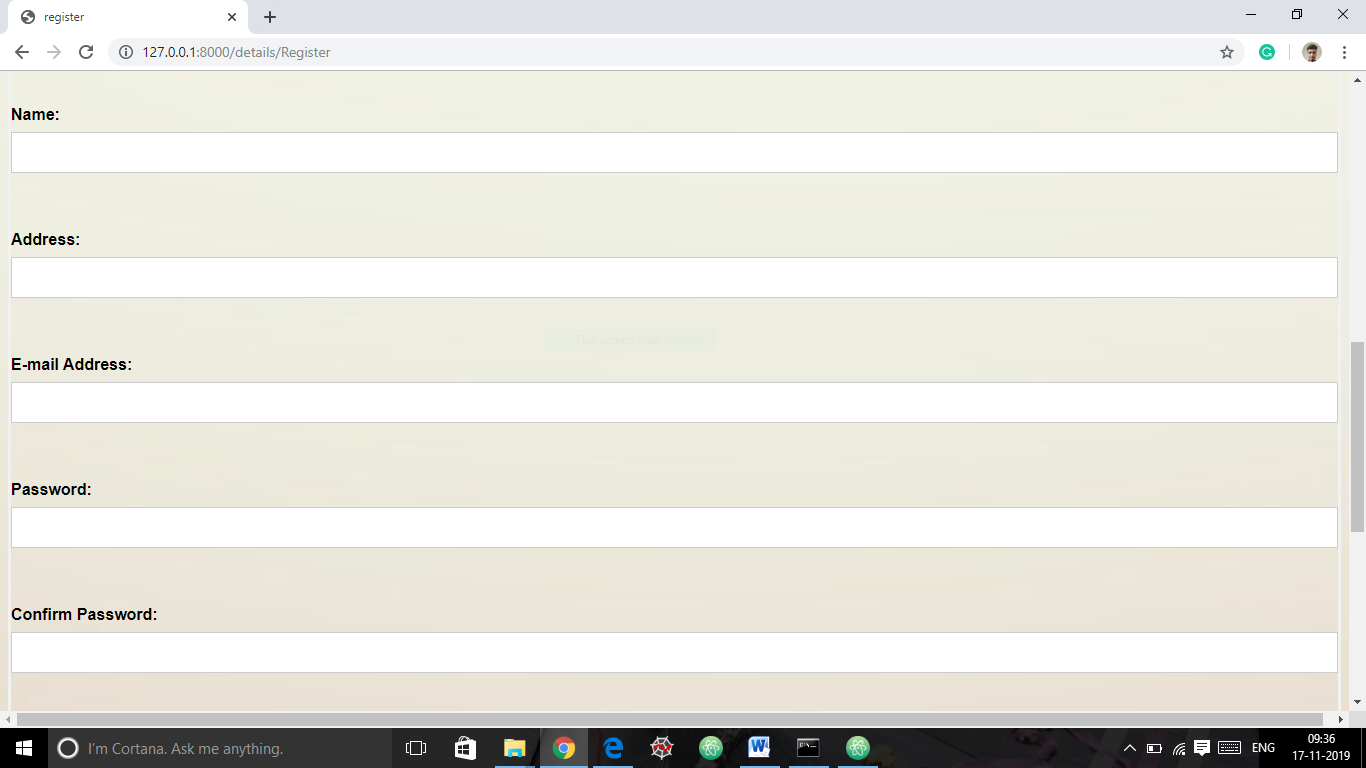 register
127.0.0.1:8000/details/Register
Name:
Address:
E-mail Address:
Password:
Confirm Password:
I'm Cortana. Ask me anything.
ENG
09:36
17-11-2019